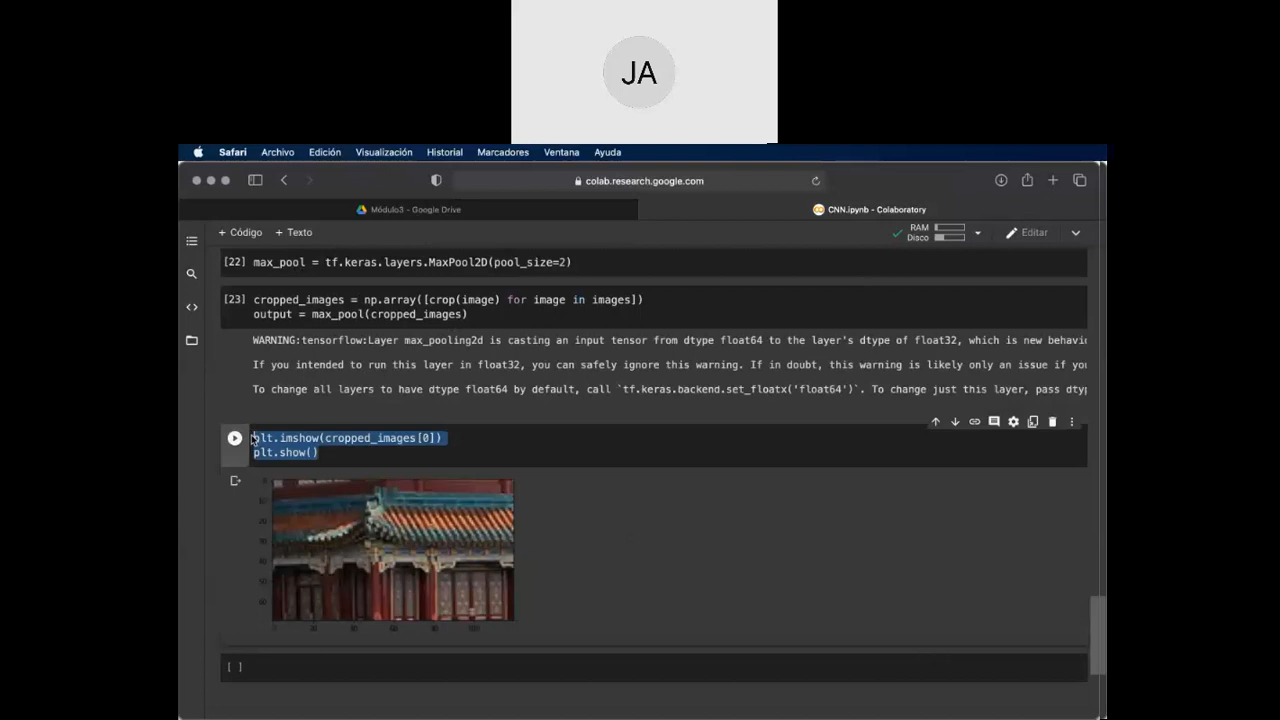 JA
Safari Archivo Edición Visualización Historial Marcadores Ventana Ayuda
colab.research.google.com
Módulo3 - Google Drive
CNN.ipynb - Colaboratory
+ Código + Texto
RAM
Disco
Editar
[22] max_pool = tf.keras.layers.MaxPool2D(pool_size=2)
[23] cropped_images = np.array([crop(image) for image in images])
output = max_pool(cropped_images)
WARNING:tensorflow:Layer max_pooling2d is casting an input tensor from dtype float64 to the layer's dtype of float32, which is new behavio
If you intended to run this layer in float32, you can safely ignore this warning. If in doubt, this warning is likely only an issue if you
To change all layers to have dtype float64 by default, call `tf.keras.backend.set_floatx('float64')`. To change just this layer, pass dtyp
plt.imshow(cropped_images[0])
plt.show()
[ ]